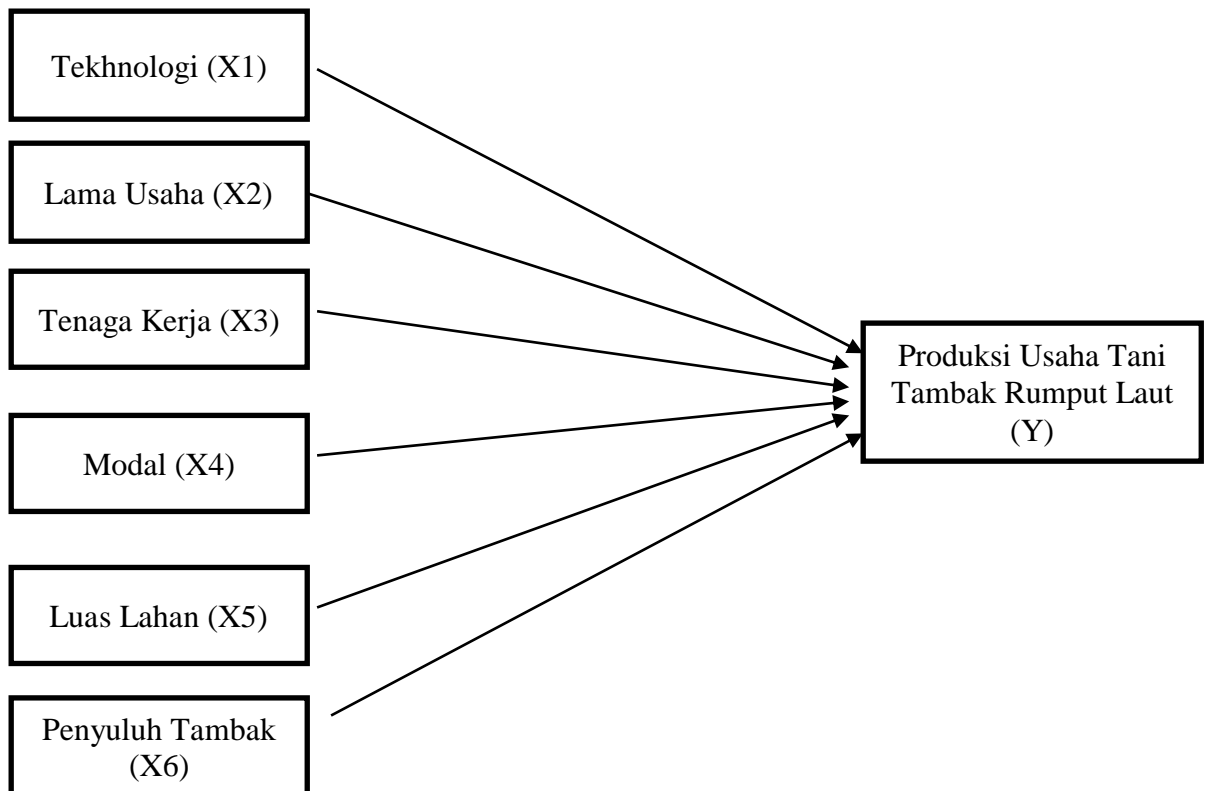 Tekhnologi (X1)
Lama Usaha (X2)
Tenaga Kerja (X3)
Modal (X4)
Luas Lahan (X5)
Penyuluh Tambak
(X6)
Produksi Usaha Tani
Tambak Rumput Laut
(Y)